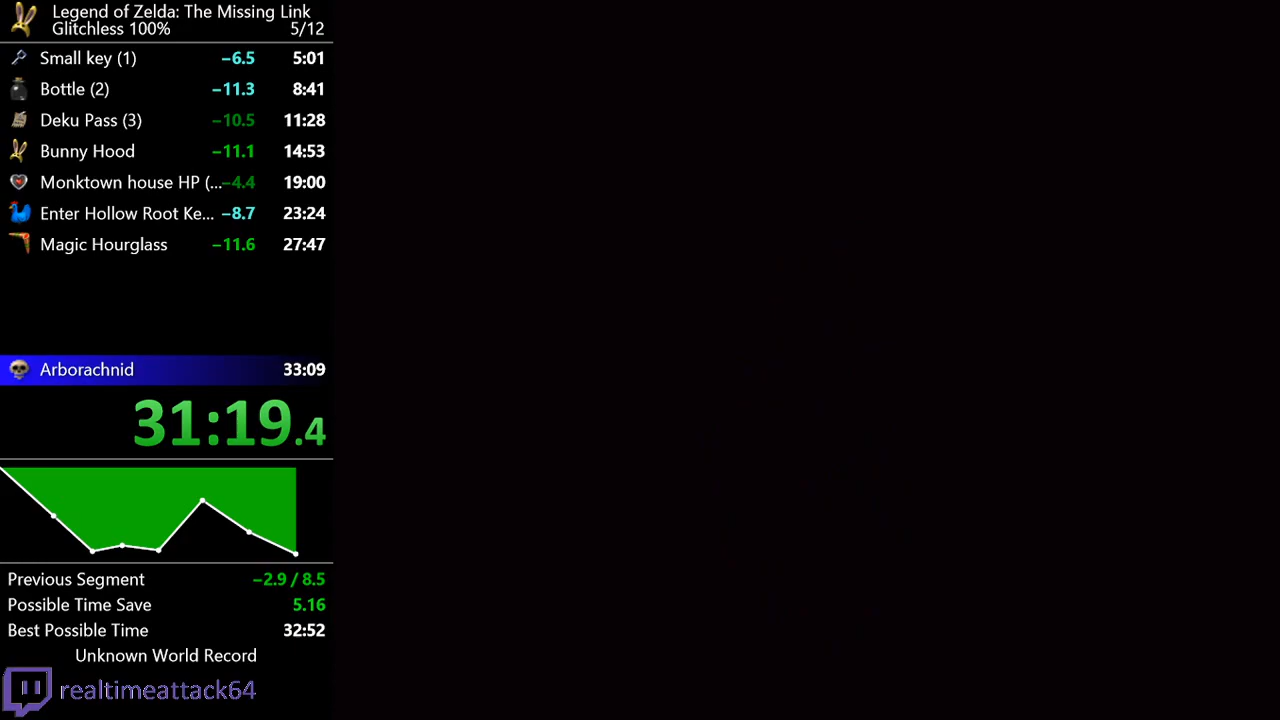 Legend of Zelda: The Missing Link
Glitchless 100% 5/12
Small key (1) −6.5 5:01
Bottle (2) −11.3 8:41
Deku Pass (3) −10.5 11:28
Bunny Hood −11.1 14:53
Monktown house HP (... −4.4 19:00
Enter Hollow Root Ke... −8.7 23:24
Magic Hourglass −11.6 27:47
Arborachnid 33:09
31:19.4
Previous Segment −2.9 / 8.5
Possible Time Save 5.16
Best Possible Time 32:52
Unknown World Record
realtimeattack64